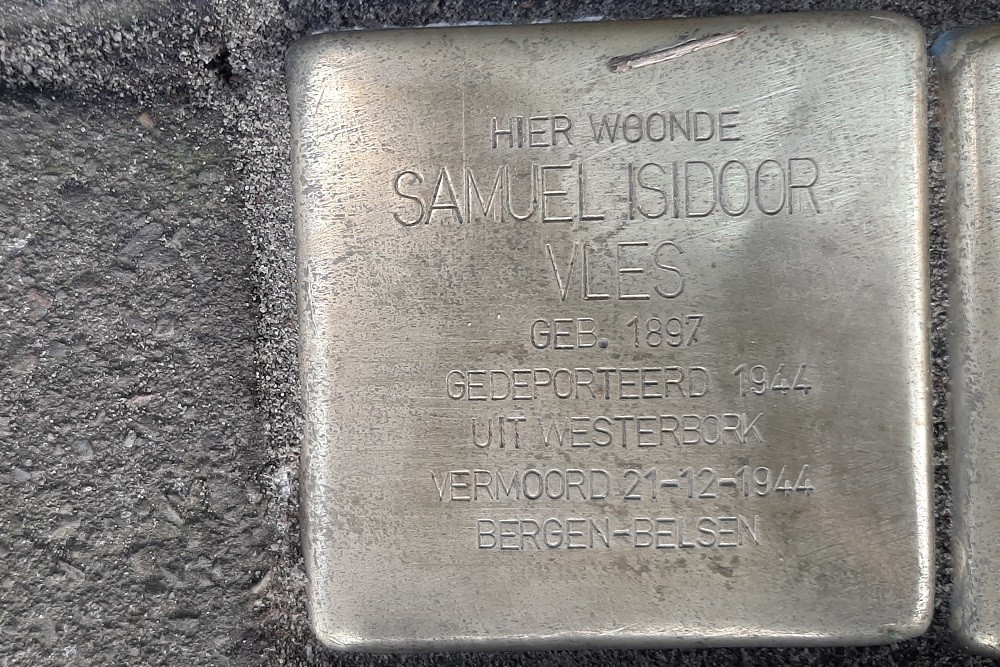 HIER WOONDE
SAMUEL ISIDOOR
VLES
GEB. 1897
GEDEPORTEERD 1944
UIT WESTERBORK
VERMOORD 21-12-1944
BERGEN-BELSEN